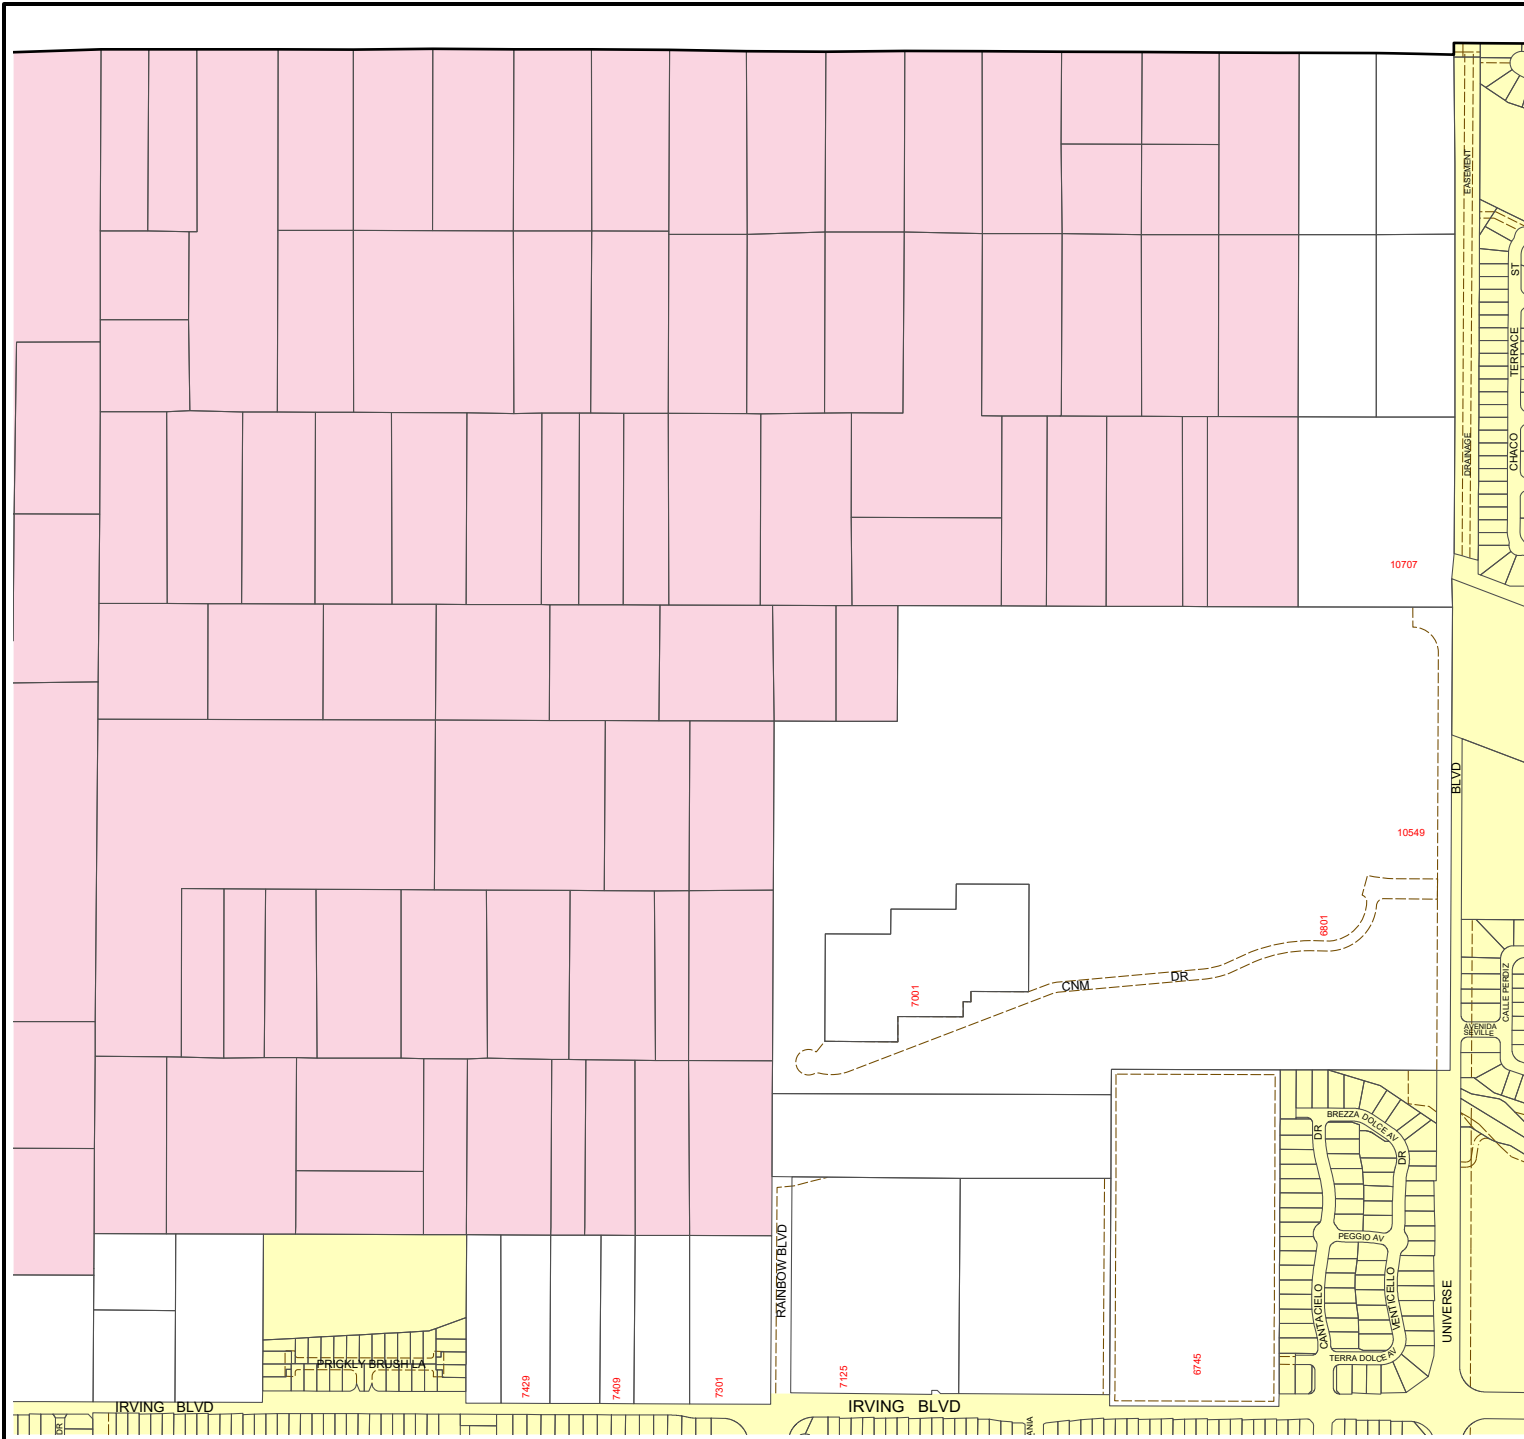 EASEMENT
ST
TERRACE
CHACO
DRAINAGE
10707
BLVD
10549
6801
CALLE PERDIZ
7001
CNM DR
AVENIDA
SEVILLE
BREZZA DOLCE AV
DR
DR
PEGGIO AV
RAINBOW BLVD
CANTACIELO
VENTICELLO
UNIVERSE
PRICKLY BRUSH LA
TERRA DOLCE AV
7429
7409
7301
7125
6745
IRVING BLVD
IRVING BLVD
DR
ANIA